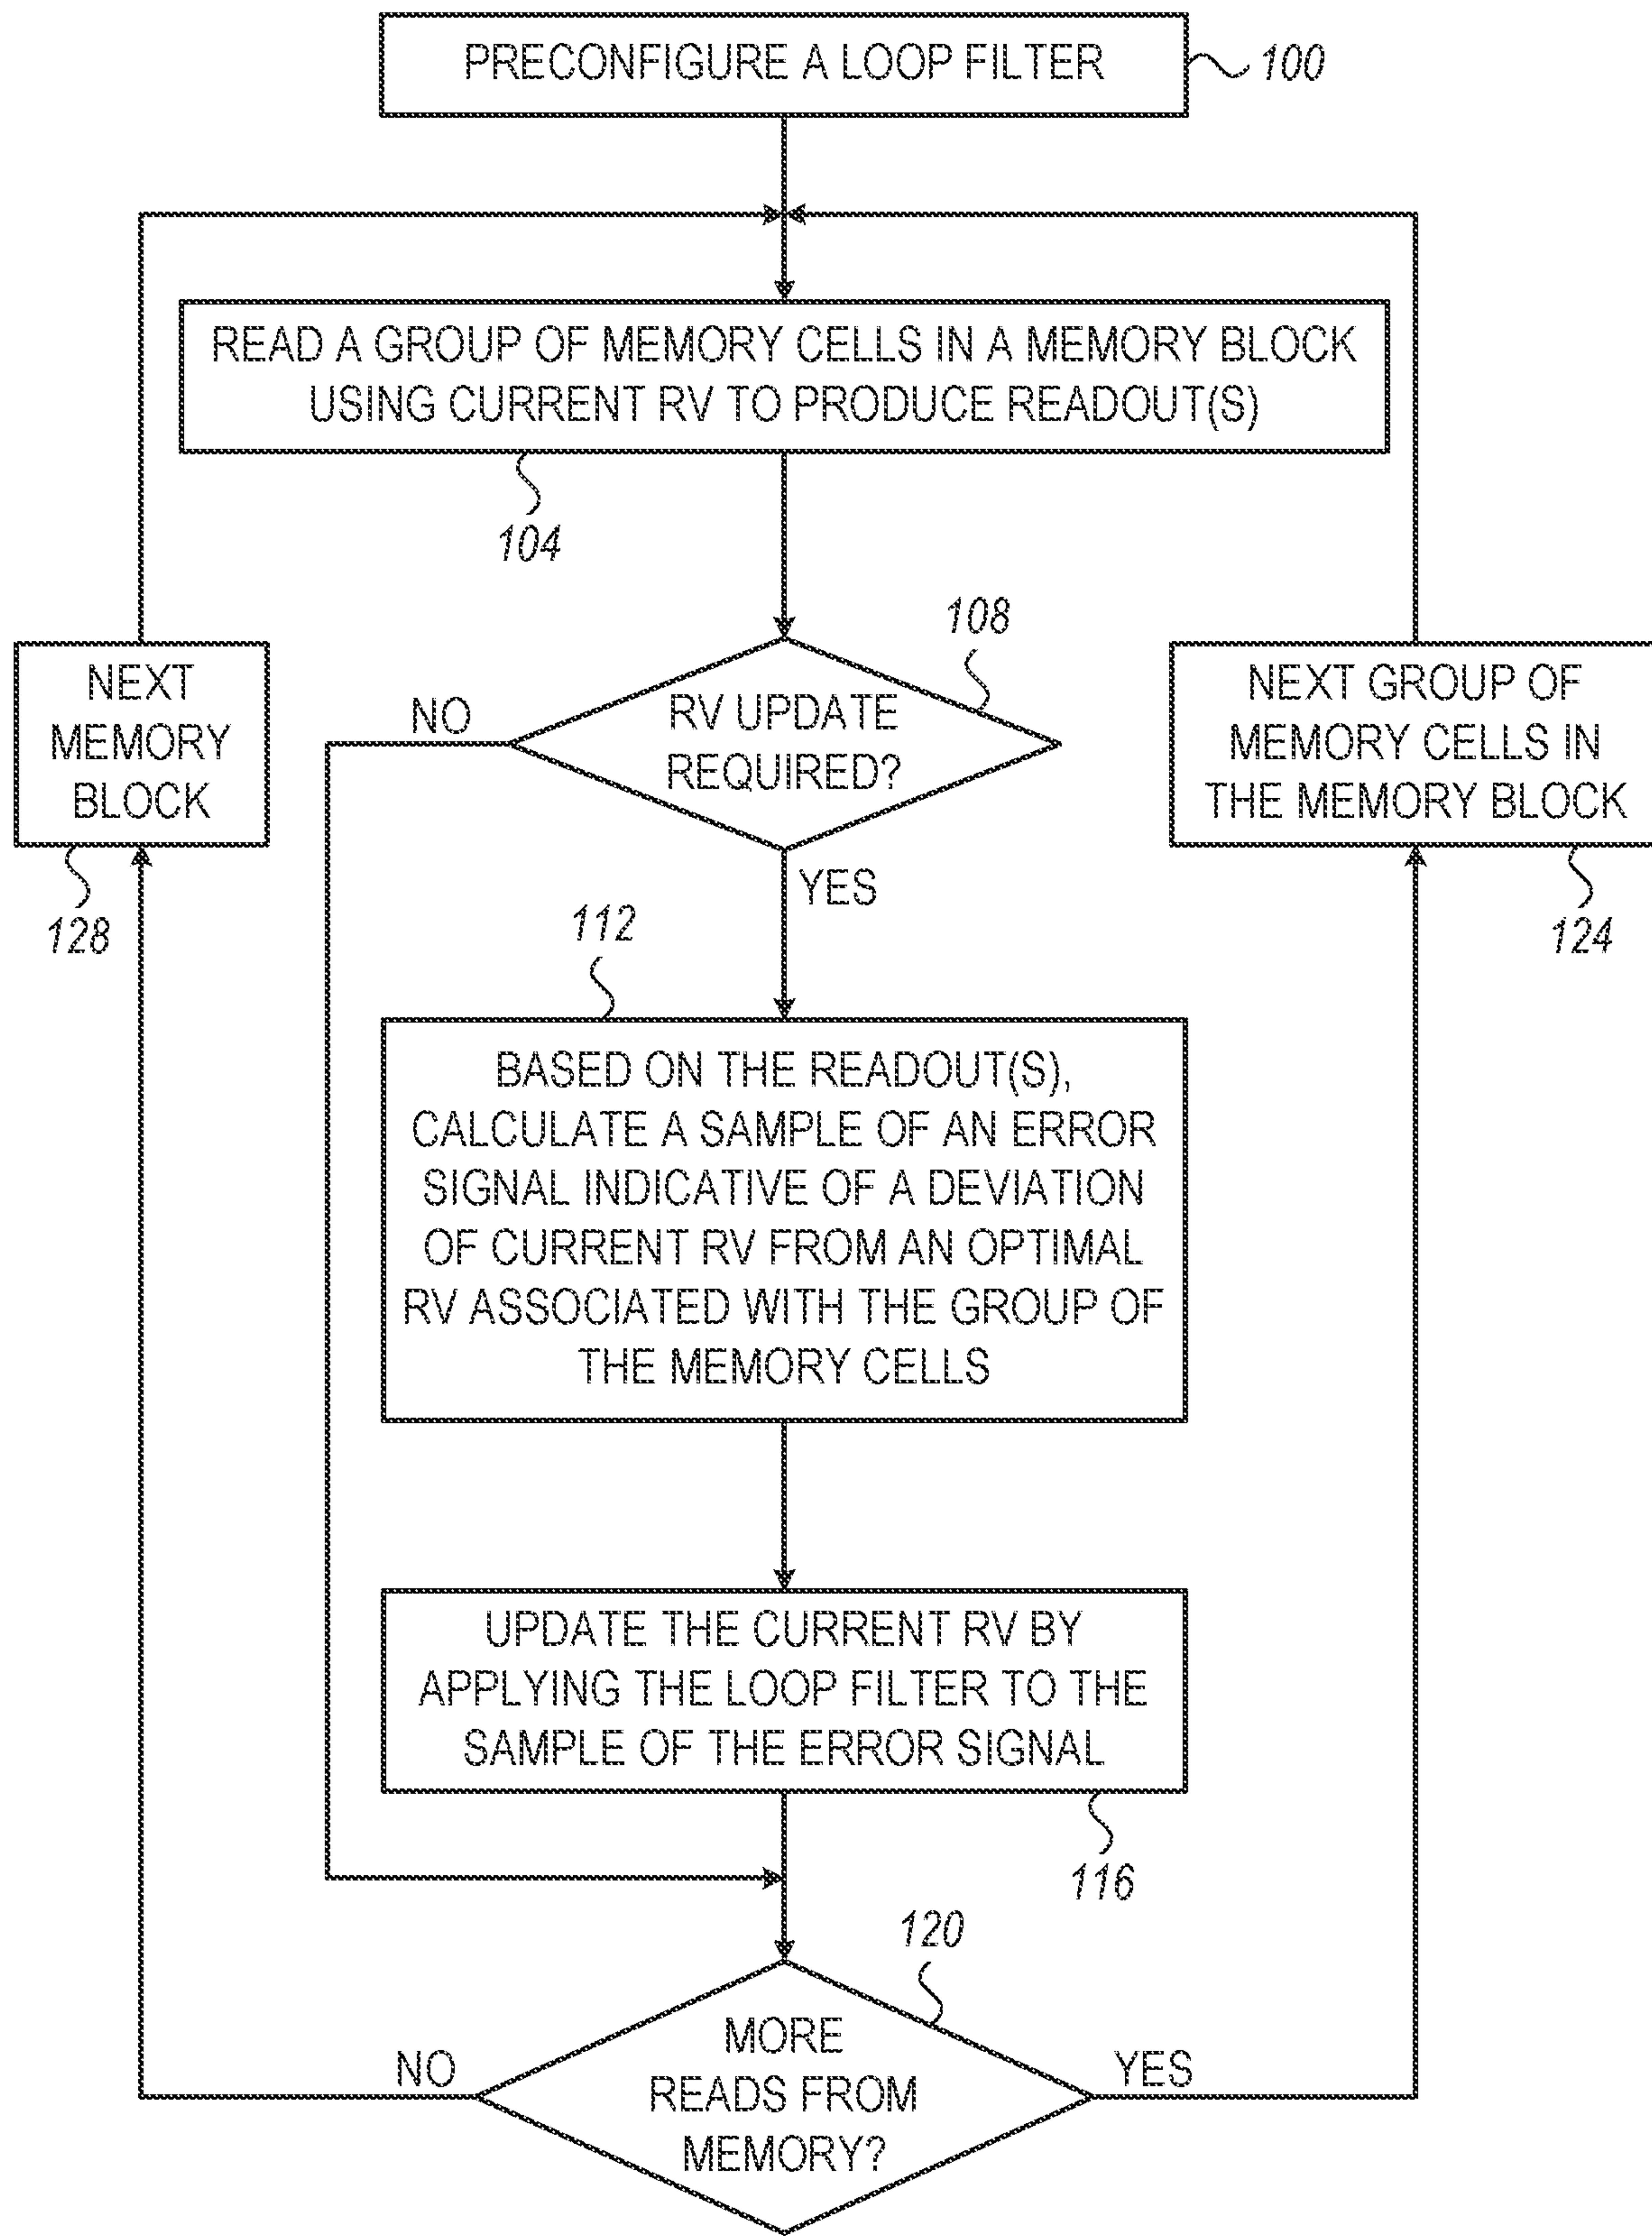 PRECONFIGURE A LOOP FILTER
100
READ A GROUP OF MEMORY CELLS IN A MEMORY BLOCK
USING CURRENT RV TO PRODUCE READOUT(S)
104
108
RV UPDATE
REQUIRED?
NO
YES
NEXT
MEMORY
BLOCK
128
NEXT GROUP OF
MEMORY CELLS IN
THE MEMORY BLOCK
124
112
BASED ON THE READOUT(S),
CALCULATE A SAMPLE OF AN ERROR
SIGNAL INDICATIVE OF A DEVIATION
OF CURRENT RV FROM AN OPTIMAL
RV ASSOCIATED WITH THE GROUP OF
THE MEMORY CELLS
UPDATE THE CURRENT RV BY
APPLYING THE LOOP FILTER TO THE
SAMPLE OF THE ERROR SIGNAL
116
120
MORE
READS FROM
MEMORY?
NO
YES